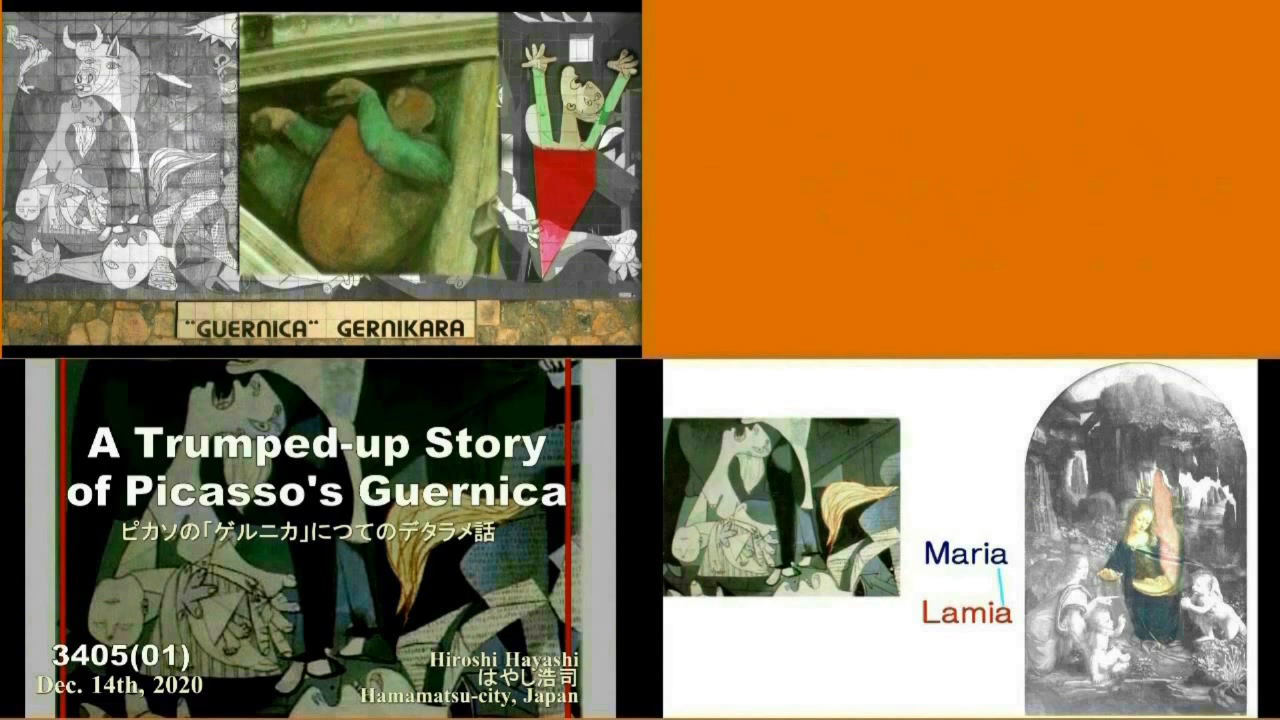 "GUERNICA" GERNIKARA
A Trumped-up Story
of Picasso's Guernica
ピカソの「ゲルニカ」につてのデタラメ話
3405(01)
Dec. 14th, 2020
Hiroshi Hayashi
はやし浩司
Hamamatsu-city, Japan
Maria
Lamia